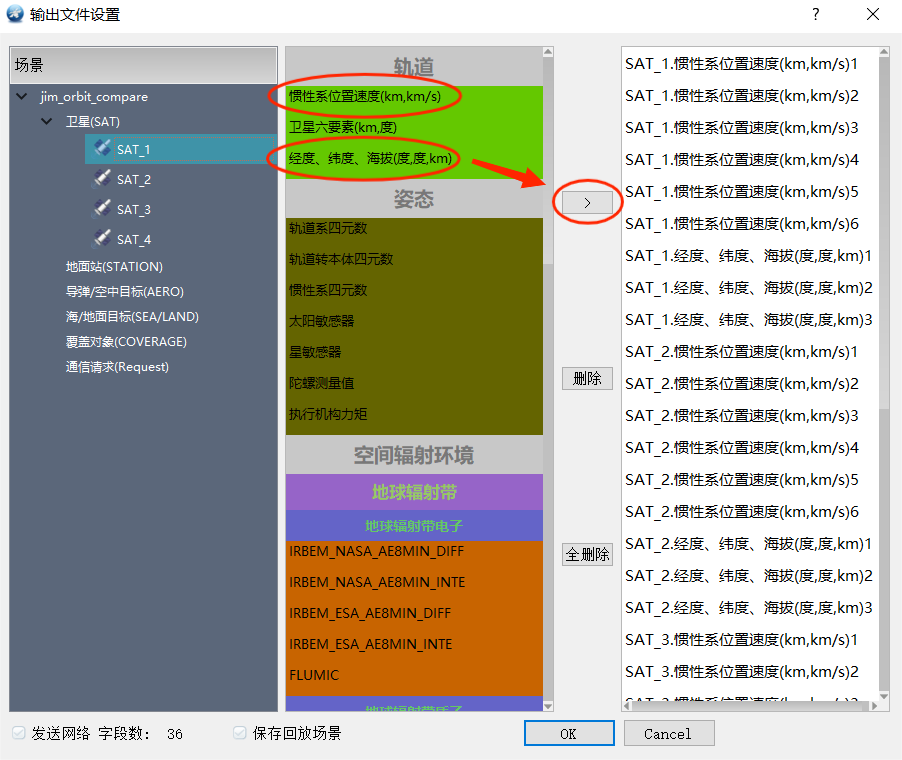 输出文件设置
?
场景
jim_orbit_compare
卫星(SAT)
SAT_1
SAT_2
SAT_3
SAT_4
地面站(STATION)
导弹/空中目标(AERO)
海/地面目标(SEA/LAND)
覆盖对象(COVERAGE)
通信请求(Request)
轨道
惯性系位置速度(km,km/s)
卫星六要素(km,度)
经度、纬度、海拔(度,度,km)
姿态
轨道系四元数
轨道转本体四元数
惯性系四元数
太阳敏感器
星敏感器
陀螺测量值
执行机构力矩
空间辐射环境
地球辐射带
地球辐射带电子
IRBEM_NASA_AE8MIN_DIFF
IRBEM_NASA_AE8MIN_INTE
IRBEM_ESA_AE8MIN_DIFF
IRBEM_ESA_AE8MIN_INTE
FLUMIC
>
删除
全删除
SAT_1.惯性系位置速度(km,km/s)1
SAT_1.惯性系位置速度(km,km/s)2
SAT_1.惯性系位置速度(km,km/s)3
SAT_1.惯性系位置速度(km,km/s)4
SAT_1.惯性系位置速度(km,km/s)5
SAT_1.惯性系位置速度(km,km/s)6
SAT_1.经度、纬度、海拔(度,度,km)1
SAT_1.经度、纬度、海拔(度,度,km)2
SAT_1.经度、纬度、海拔(度,度,km)3
SAT_2.惯性系位置速度(km,km/s)1
SAT_2.惯性系位置速度(km,km/s)2
SAT_2.惯性系位置速度(km,km/s)3
SAT_2.惯性系位置速度(km,km/s)4
SAT_2.惯性系位置速度(km,km/s)5
SAT_2.惯性系位置速度(km,km/s)6
SAT_2.经度、纬度、海拔(度,度,km)1
SAT_2.经度、纬度、海拔(度,度,km)2
SAT_2.经度、纬度、海拔(度,度,km)3
SAT_3.惯性系位置速度(km,km/s)1
SAT_3.惯性系位置速度(km,km/s)2
发送网络 字段数: 36
保存回放场景
OK
Cancel